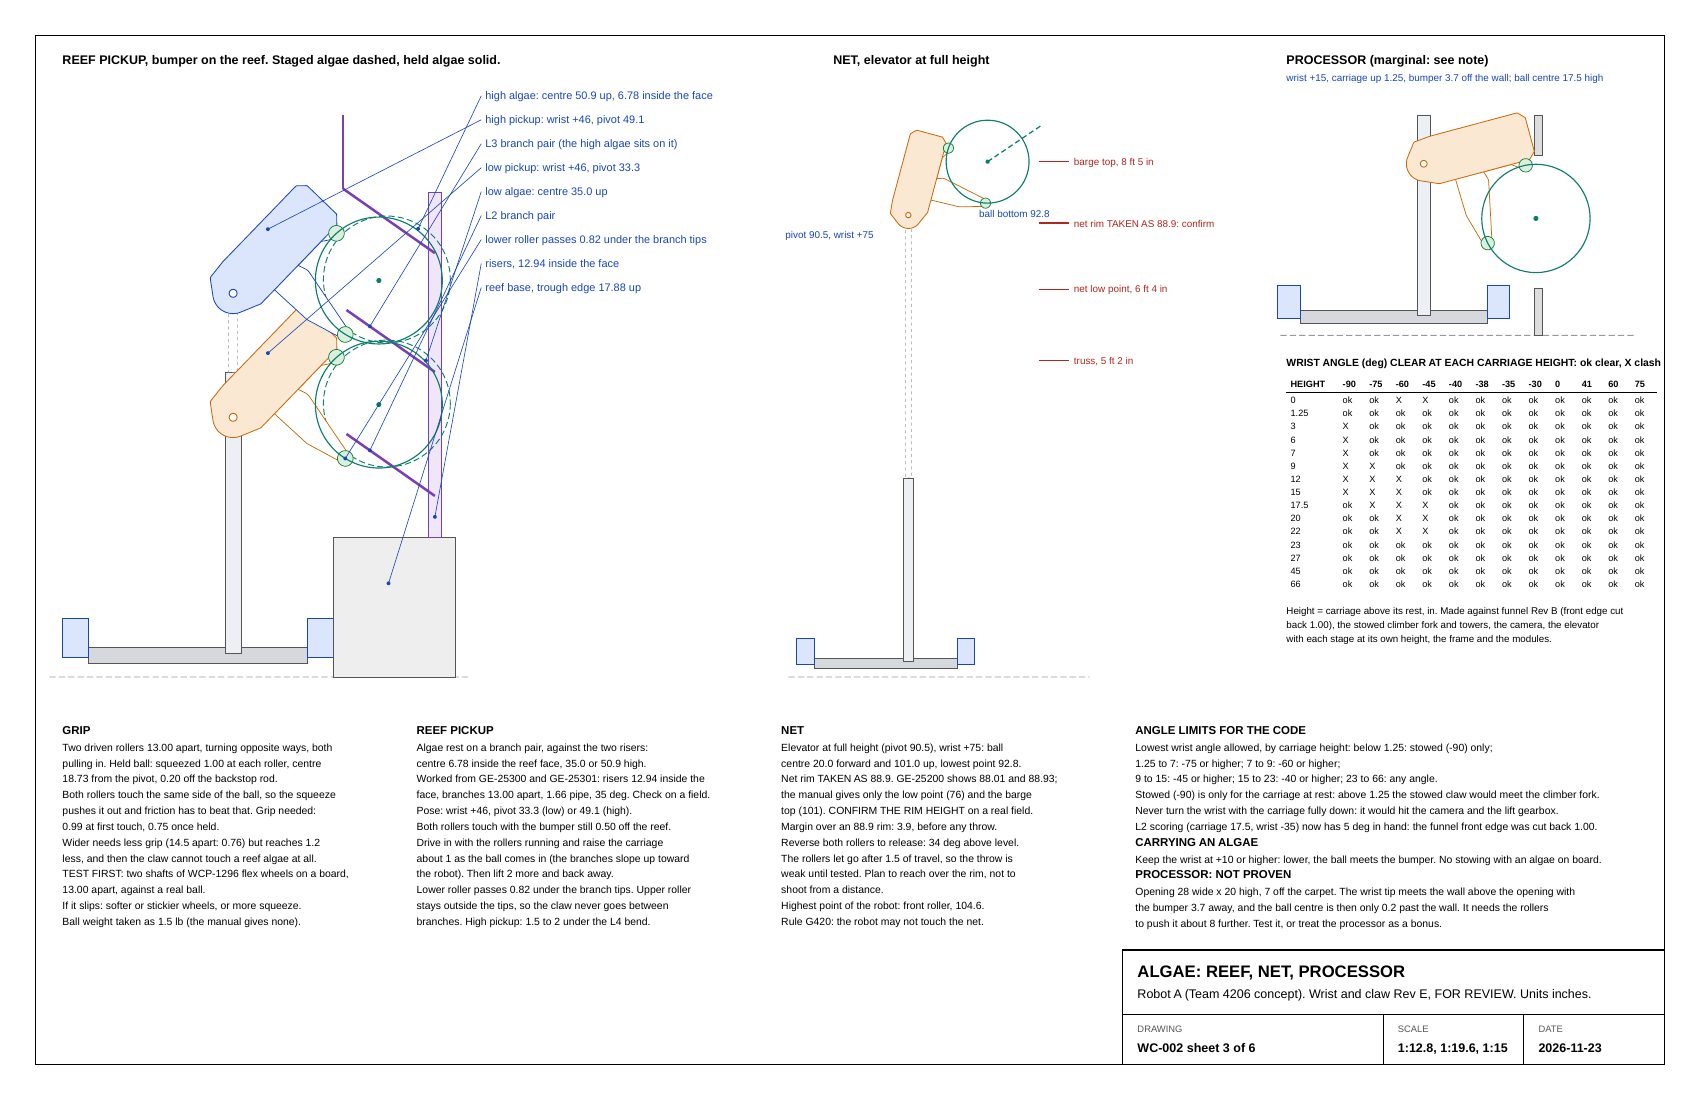 REEF PICKUP, bumper on the reef. Staged algae dashed, held algae solid.
high algae: centre 50.9 up, 6.78 inside the face
high pickup: wrist +46, pivot 49.1
L3 branch pair (the high algae sits on it)
low pickup: wrist +46, pivot 33.3
low algae: centre 35.0 up
L2 branch pair
lower roller passes 0.82 under the branch tips
risers, 12.94 inside the face
reef base, trough edge 17.88 up
NET, elevator at full height
barge top, 8 ft 5 in
ball bottom 92.8
net rim TAKEN AS 88.9: confirm
pivot 90.5, wrist +75
net low point, 6 ft 4 in
truss, 5 ft 2 in
PROCESSOR (marginal: see note)
wrist +15, carriage up 1.25, bumper 3.7 off the wall; ball centre 17.5 high
WRIST ANGLE (deg) CLEAR AT EACH CARRIAGE HEIGHT: ok clear, X clash
HEIGHT -90 -75 -60 -45 -40 -38 -35 -30 0 41 60 75
0 ok ok X X ok ok ok ok ok ok ok ok
1.25 ok ok ok ok ok ok ok ok ok ok ok ok
3 X ok ok ok ok ok ok ok ok ok ok ok
6 X ok ok ok ok ok ok ok ok ok ok ok
7 X ok ok ok ok ok ok ok ok ok ok ok
9 X X ok ok ok ok ok ok ok ok ok ok
12 X X X ok ok ok ok ok ok ok ok ok
15 X X X ok ok ok ok ok ok ok ok ok
17.5 ok X X X ok ok ok ok ok ok ok ok
20 ok ok X X ok ok ok ok ok ok ok ok
22 ok ok X X ok ok ok ok ok ok ok ok
23 ok ok ok ok ok ok ok ok ok ok ok ok
27 ok ok ok ok ok ok ok ok ok ok ok ok
45 ok ok ok ok ok ok ok ok ok ok ok ok
66 ok ok ok ok ok ok ok ok ok ok ok ok
Height = carriage above its rest, in. Made against funnel Rev B (front edge cut
back 1.00), the stowed climber fork and towers, the camera, the elevator
with each stage at its own height, the frame and the modules.
GRIP
Two driven rollers 13.00 apart, turning opposite ways, both
pulling in. Held ball: squeezed 1.00 at each roller, centre
18.73 from the pivot, 0.20 off the backstop rod.
Both rollers touch the same side of the ball, so the squeeze
pushes it out and friction has to beat that. Grip needed:
0.99 at first touch, 0.75 once held.
Wider needs less grip (14.5 apart: 0.76) but reaches 1.2
less, and then the claw cannot touch a reef algae at all.
TEST FIRST: two shafts of WCP-1296 flex wheels on a board,
13.00 apart, against a real ball.
If it slips: softer or stickier wheels, or more squeeze.
Ball weight taken as 1.5 lb (the manual gives none).
REEF PICKUP
Algae rest on a branch pair, against the two risers:
centre 6.78 inside the reef face, 35.0 or 50.9 high.
Worked from GE-25300 and GE-25301: risers 12.94 inside the
face, branches 13.00 apart, 1.66 pipe, 35 deg. Check on a field.
Pose: wrist +46, pivot 33.3 (low) or 49.1 (high).
Both rollers touch with the bumper still 0.50 off the reef.
Drive in with the rollers running and raise the carriage
about 1 as the ball comes in (the branches slope up toward
the robot). Then lift 2 more and back away.
Lower roller passes 0.82 under the branch tips. Upper roller
stays outside the tips, so the claw never goes between
branches. High pickup: 1.5 to 2 under the L4 bend.
NET
Elevator at full height (pivot 90.5), wrist +75: ball
centre 20.0 forward and 101.0 up, lowest point 92.8.
Net rim TAKEN AS 88.9. GE-25200 shows 88.01 and 88.93;
the manual gives only the low point (76) and the barge
top (101). CONFIRM THE RIM HEIGHT on a real field.
Margin over an 88.9 rim: 3.9, before any throw.
Reverse both rollers to release: 34 deg above level.
The rollers let go after 1.5 of travel, so the throw is
weak until tested. Plan to reach over the rim, not to
shoot from a distance.
Highest point of the robot: front roller, 104.6.
Rule G420: the robot may not touch the net.
ANGLE LIMITS FOR THE CODE
Lowest wrist angle allowed, by carriage height: below 1.25: stowed (-90) only;
1.25 to 7: -75 or higher; 7 to 9: -60 or higher;
9 to 15: -45 or higher; 15 to 23: -40 or higher; 23 to 66: any angle.
Stowed (-90) is only for the carriage at rest: above 1.25 the stowed claw would meet the climber fork.
Never turn the wrist with the carriage fully down: it would hit the camera and the lift gearbox.
L2 scoring (carriage 17.5, wrist -35) now has 5 deg in hand: the funnel front edge was cut back 1.00.
CARRYING AN ALGAE
Keep the wrist at +10 or higher: lower, the ball meets the bumper. No stowing with an algae on board.
PROCESSOR: NOT PROVEN
Opening 28 wide x 20 high, 7 off the carpet. The wrist tip meets the wall above the opening with
the bumper 3.7 away, and the ball centre is then only 0.2 past the wall. It needs the rollers
to push it about 8 further. Test it, or treat the processor as a bonus.
ALGAE: REEF, NET, PROCESSOR
Robot A (Team 4206 concept). Wrist and claw Rev E, FOR REVIEW. Units inches.
DRAWING SCALE DATE
WC-002 sheet 3 of 6 1:12.8, 1:19.6, 1:15 2026-11-23